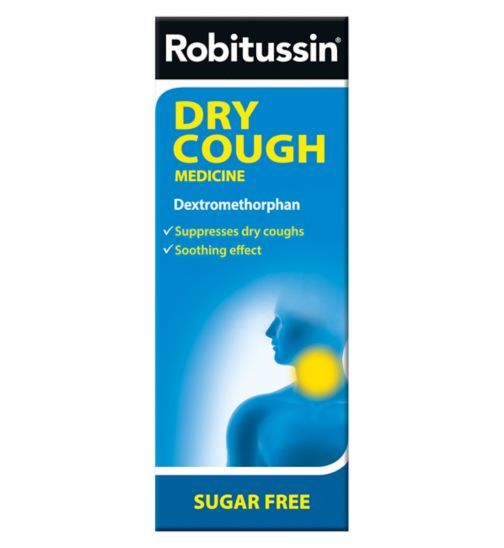 Robitussin®
DRY
COUGH
MEDICINE
Dextromethorphan
✓ Suppresses dry coughs
✓ Soothing effect
SUGAR FREE